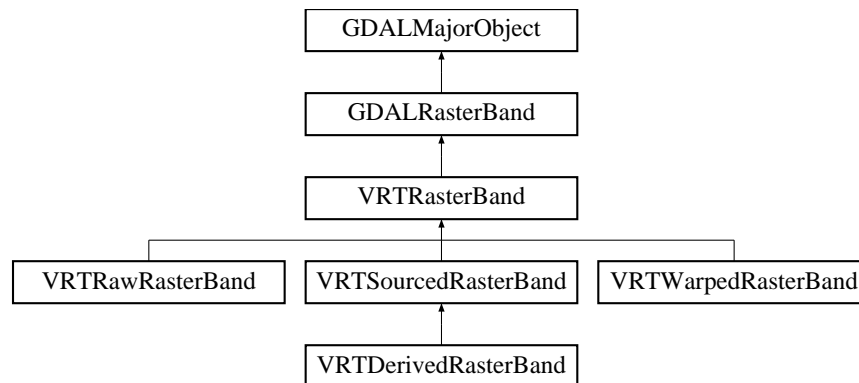 GDALMajorObject
GDALRasterBand
VRTRasterBand
VRTRawRasterBand
VRTSourcedRasterBand
VRTWarpedRasterBand
VRTDerivedRasterBand